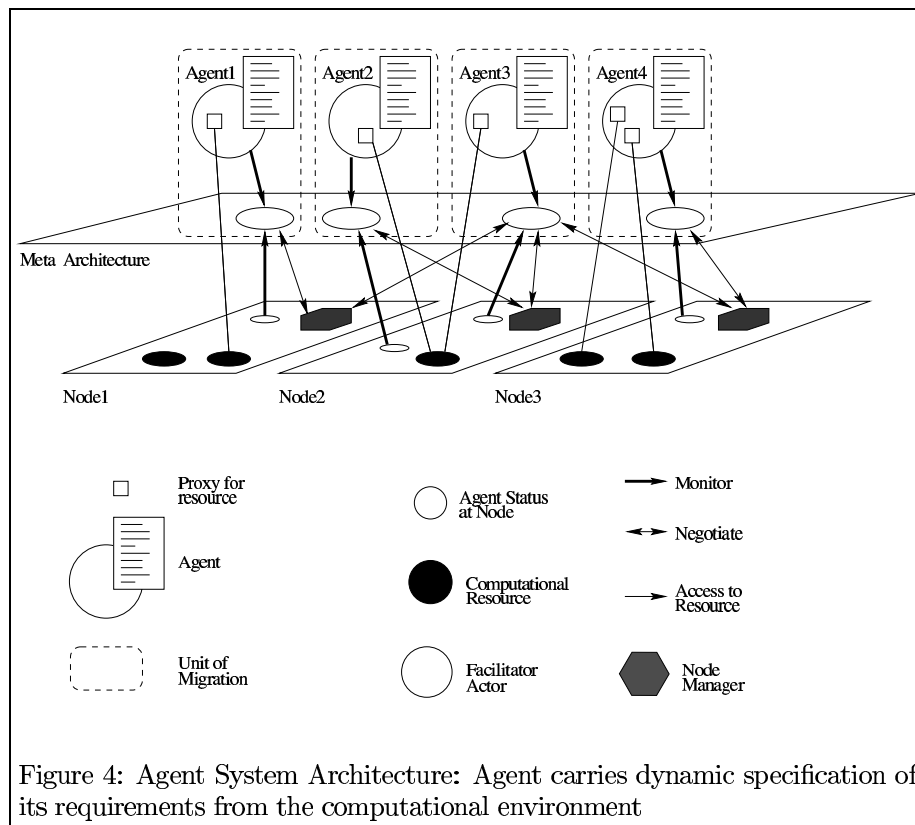 Agent1
Agent2
Agent3
Agent4
Meta Architecture
Node1
Node2
Node3
Proxy for
resource
Agent
Unit of
Migration
Agent Status
at Node
Computational
Resource
Facilitator
Actor
Monitor
Negotiate
Access to
Resource
Node
Manager
Figure 4: Agent System Architecture: Agent carries dynamic specification of
its requirements from the computational environment